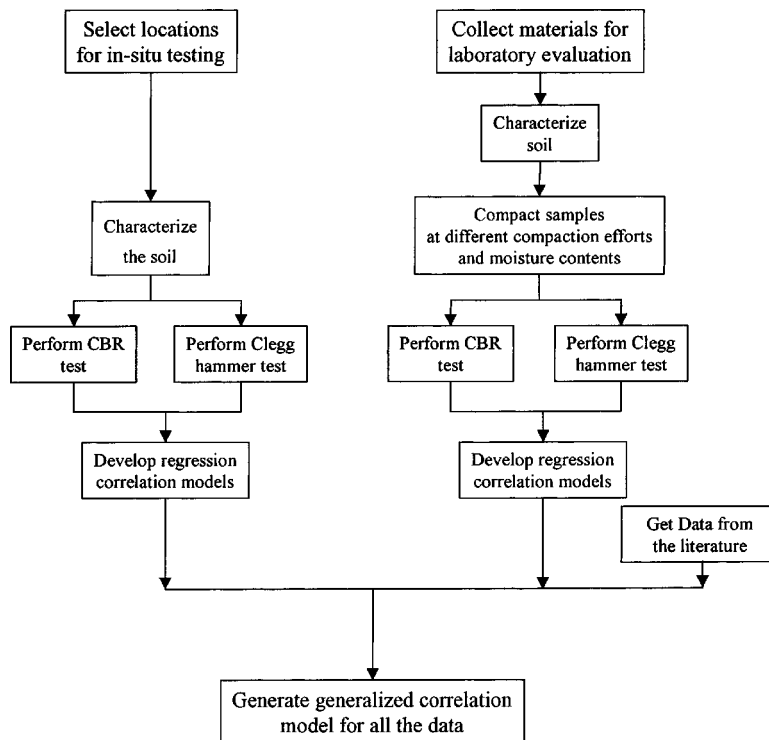 Select locations
for in-situ testing
Collect materials for
laboratory evaluation
Characterize
soil
Characterize
the soil
Compact samples
at different compaction efforts
and moisture contents
Perform CBR
test
Perform Clegg
hammer test
Perform CBR
test
Perform Clegg
hammer test
Develop regression
correlation models
Develop regression
correlation models
Get Data from
the literature
Generate generalized correlation
model for all the data